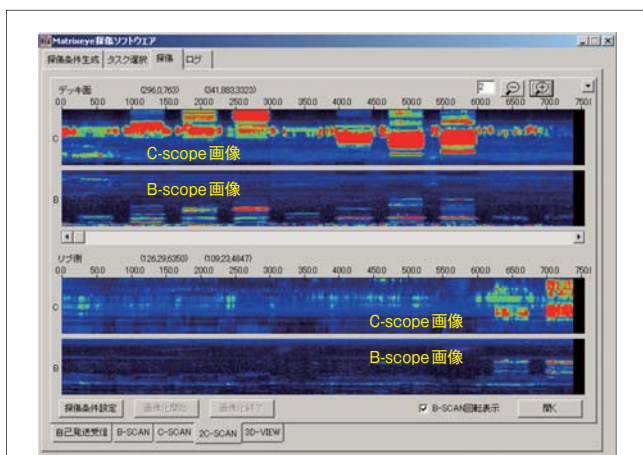 Matrixeye探傷ソフトウェア
探傷条件生成 タスク選択 探傷 ログ
デッキ面 (296,0,763) (341,883,3323) 2
0.0 50.0 100.0 150.0 200.0 250.0 300.0 350.0 400.0 450.0 500.0 550.0 600.0 650.0 700.0 750.0
C
C-scope画像
B-scope画像
B
リブ側 (126,29,6350) (109,23,4847)
0.0 50.0 100.0 150.0 200.0 250.0 300.0 350.0 400.0 450.0 500.0 550.0 600.0 650.0 700.0 750.0
C
C-scope画像
B-scope画像
B
探傷条件設定 画像化開始 画像化終了 B-SCAN回転表示 開く
自己発送受信 B-SCAN C-SCAN 2C-SCAN 3D-VIEW